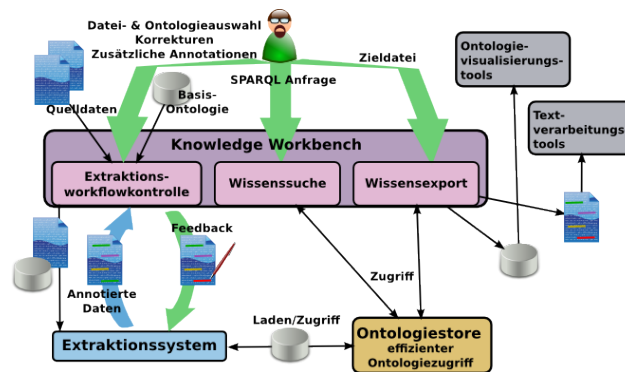 Datei- & Ontologieauswahl
Korrekturen
Zusätzliche Annotationen
SPARQL Anfrage
Zieldatei
Ontologie-
visualisierungs-
tools
Quelldaten
Basis-
Ontologie
Text-
verarbeitungs
tools
Knowledge Workbench
Extraktions-
workflowkontrolle
Wissenssuche
Wissensexport
Feedback
Annotierte
Daten
Zugriff
Laden/Zugriff
Extraktionssystem
Ontologiestore
effizienter
Ontologiezugriff